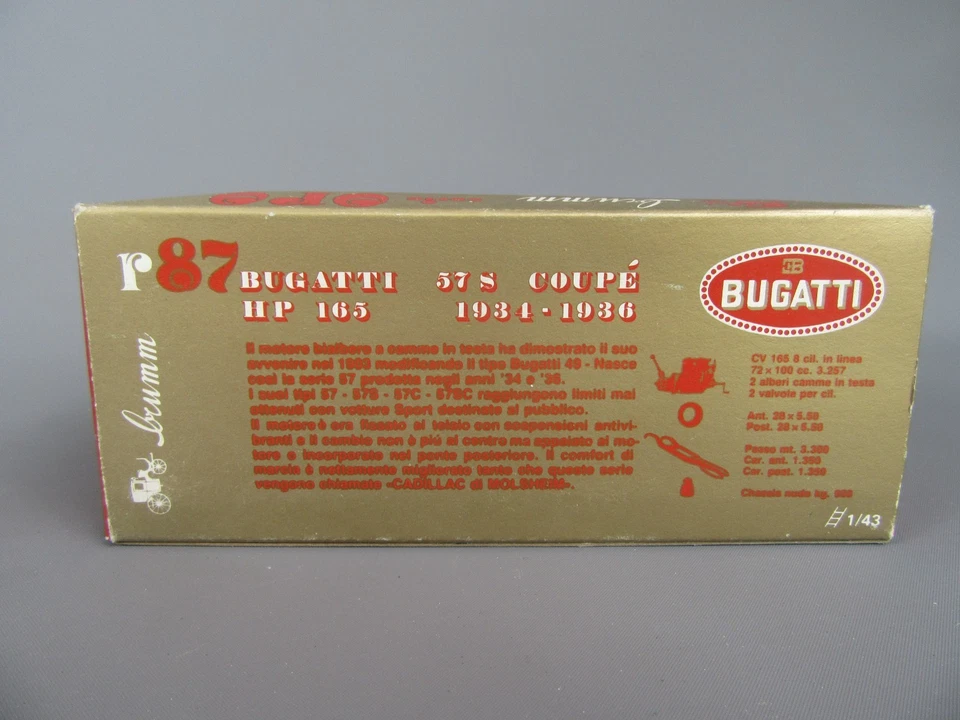 brumm
r87
BUGATTI 57 S COUPÉ
HP 165 1934 - 1936
EB
BUGATTI
brumm
Il motore bialbero a camme in testa ha dimostrato il suo
avvenire nel 1933 modificando il tipo Bugatti 49 - Nasce
così la serie 57 prodotta negli anni '34 e '36.
I suoi tipi 57 - 57S - 57C - 57SC raggiungono limiti mai
ottenuti con vetture Sport destinate al pubblico.
Il motore è ora fissato al telaio con sospensioni antivi-
branti e il cambio non è più al centro ma appaiato al mo-
tore e incorporato nel ponte posteriore. Il comfort di
marcia è nettamente migliorato tanto che queste serie
vengono chiamate «CADILLAC di MOLSHEIM».
CV 165 8 cil. in linea
72 x 100 cc. 3.257
2 alberi camme in testa
2 valvole per cil.
Ant. 28 x 5.50
Post. 28 x 5.50
Passo mt. 3.300
Car. ant. 1.350
Car. post. 1.350
Chassis nudo kg.
1/43